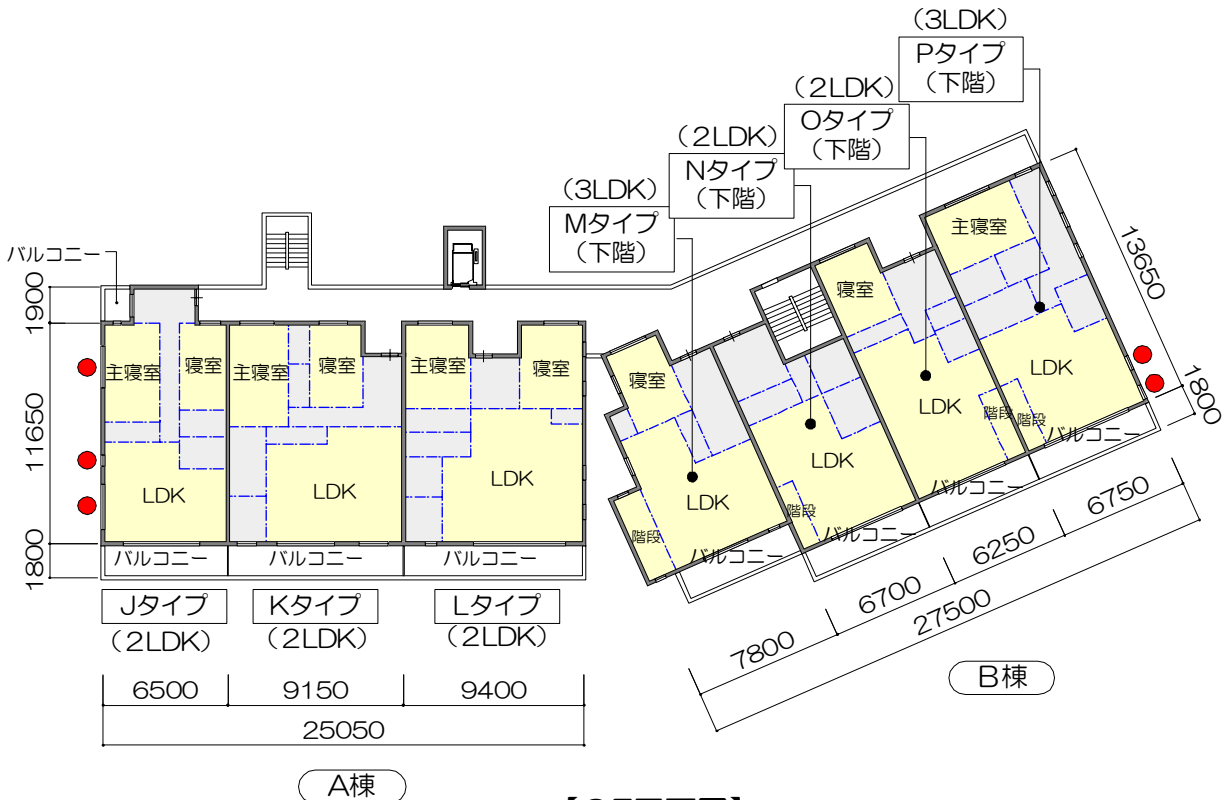 (3LDK)
Pタイプ
(下階)
(2LDK)
Oタイプ
(下階)
(2LDK)
Nタイプ
(下階)
(3LDK)
Mタイプ
(下階)
バルコニー
1900
11650
1800
主寝室
寝室
主寝室
寝室
主寝室
寝室
LDK
LDK
LDK
バルコニー
バルコニー
バルコニー
寝室
寝室
主寝室
LDK
LDK
LDK
LDK
階段
階段
階段
階段
バルコニー
バルコニー
バルコニー
バルコニー
13650
1800
Jタイプ
(2LDK)
Kタイプ
(2LDK)
Lタイプ
(2LDK)
6500
9150
9400
25050
A棟
7800
6700
6250
6750
27500
B棟